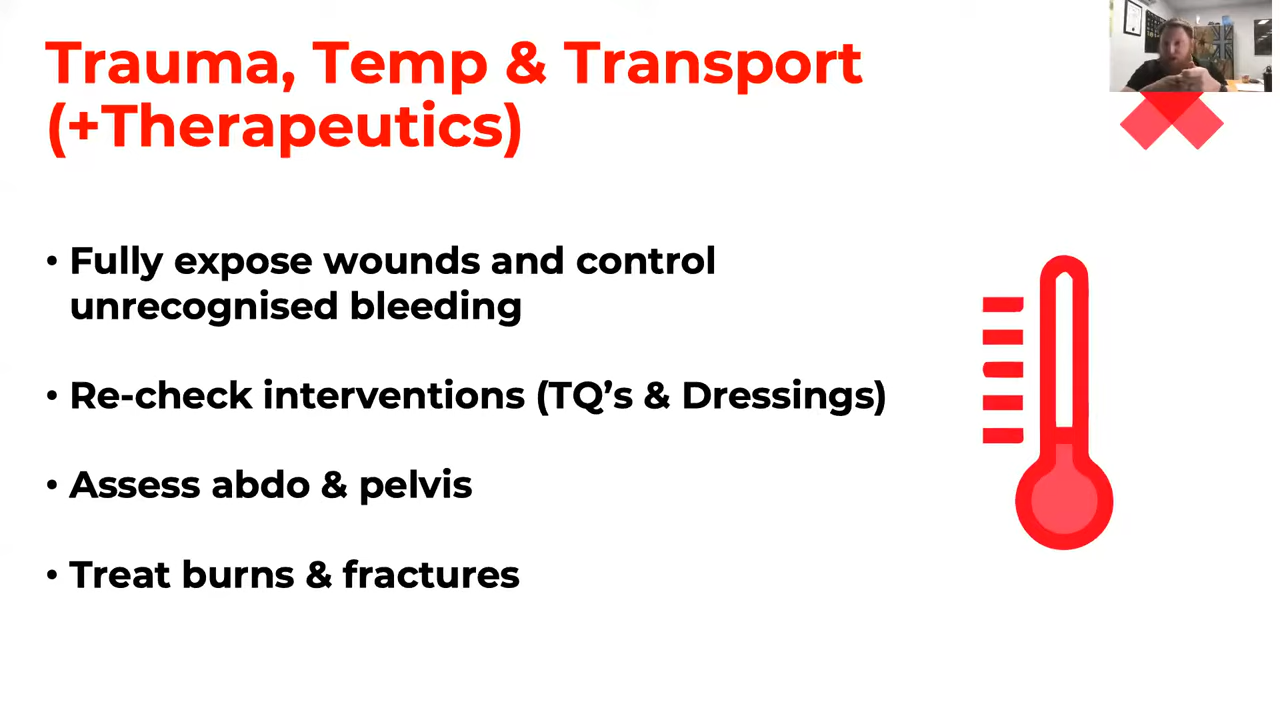 Trauma, Temp & Transport
(+Therapeutics)
• Fully expose wounds and control
unrecognised bleeding
• Re-check interventions (TQ’s & Dressings)
• Assess abdo & pelvis
• Treat burns & fractures